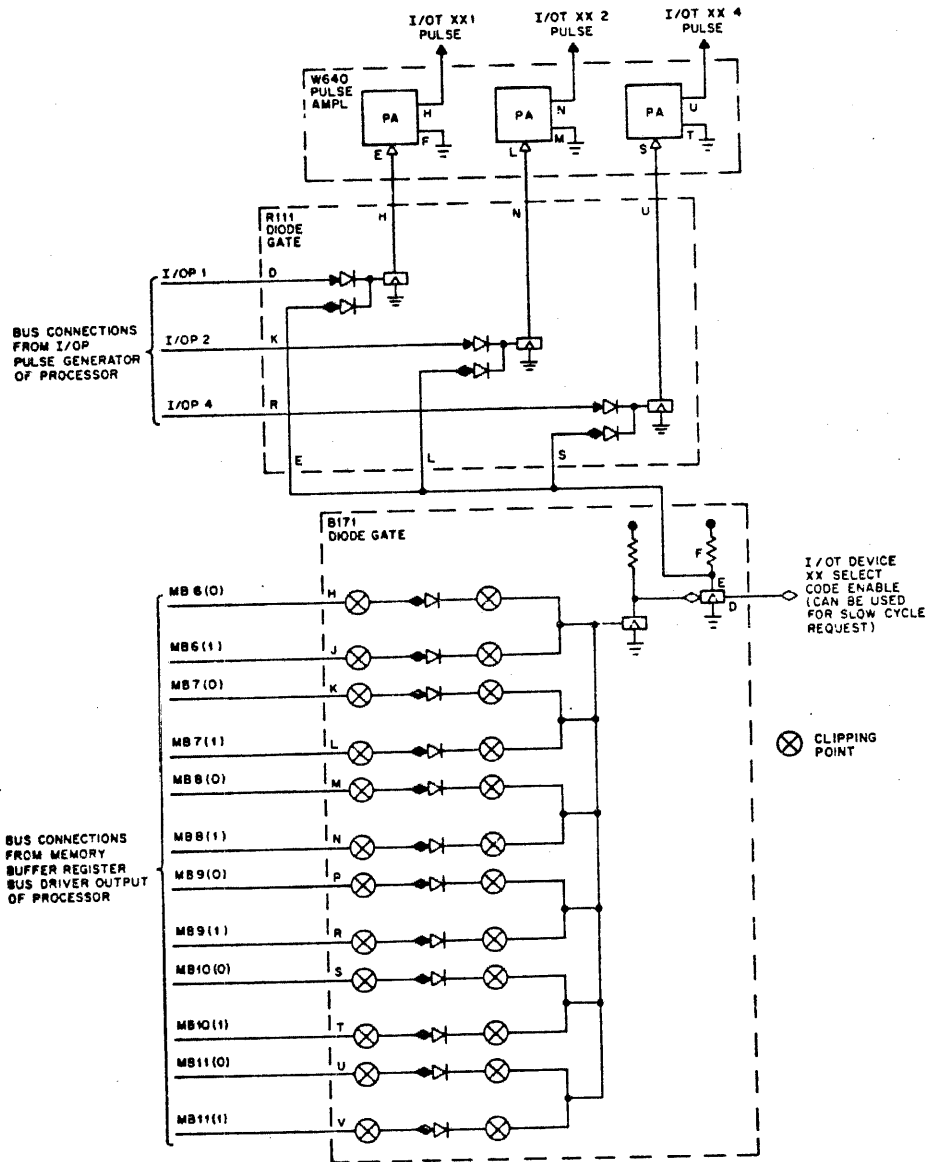 I/OT XX1
PULSE
I/OT XX 2
PULSE
I/OT XX 4
PULSE
W640
PULSE
AMPL
PA
H
F
E
PA
N
M
L
PA
U
T
S
R111
DIODE
GATE
H
N
U
BUS CONNECTIONS
FROM I/OP
PULSE GENERATOR
OF PROCESSOR
I/OP 1
D
I/OP 2
K
I/OP 4
R
E
L
S
B171
DIODE GATE
F
E
D
I/OT DEVICE
XX SELECT
CODE ENABLE
(CAN BE USED
FOR SLOW CYCLE
REQUEST)
CLIPPING
POINT
BUS CONNECTIONS
FROM MEMORY
BUFFER REGISTER
BUS DRIVER OUTPUT
OF PROCESSOR
MB6(0)
H
MB6(1)
J
MB7(0)
K
MB7(1)
L
MB8(0)
M
MB8(1)
N
MB9(0)
P
MB9(1)
R
MB10(0)
S
MB10(1)
T
MB11(0)
U
MB11(1)
V